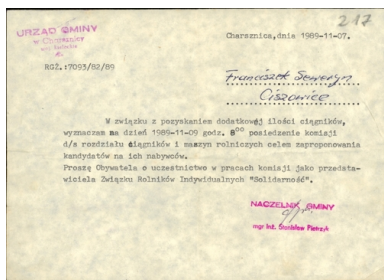 217
URZĄD GMINY
w Charsznicy
Charsznica, dnia 1989-11-07.
RGŻ.:7093/82/89
Franciszek Seweryn
Ciszowice
W związku z pozyskaniem dodatkowej ilości ciągników,
wyznaczam na dzień 1989-11-09 godz. 8⁰⁰ posiedzenie komisji
d/s rozdziału ciągników i maszyn rolniczych celem zaproponowania
kandydatów na ich nabywców.
Proszę Obywatela o uczestnictwo w pracach komisji jako przedsta-
wiciela Związku Rolników Indywidualnych "Solidarność".
NACZELNIK GMINY
mgr inż. Stanisław Pietrzyk